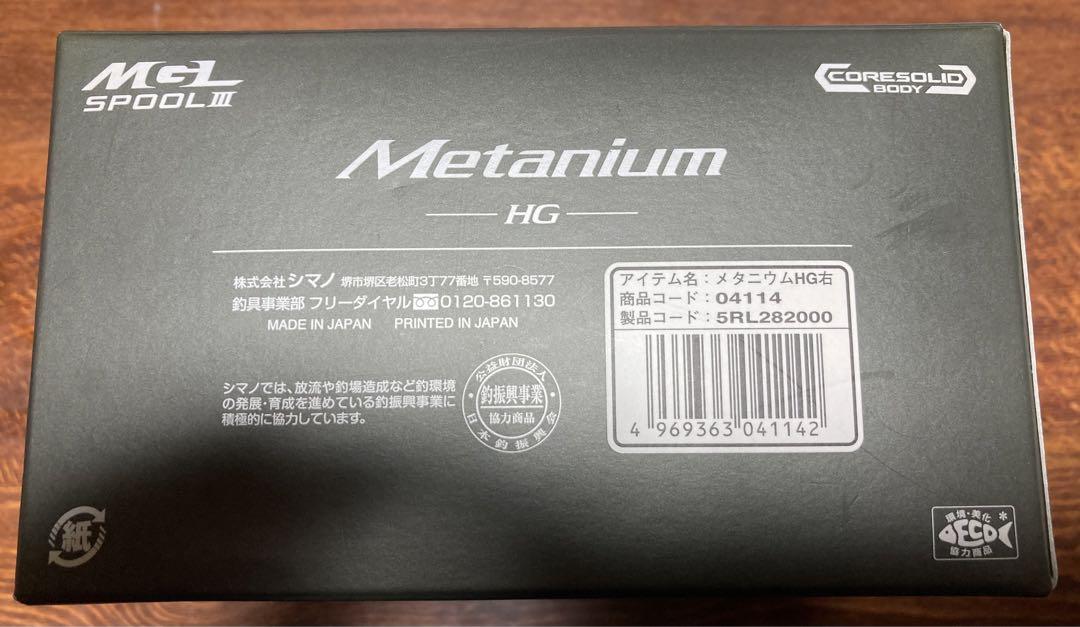 MGL
SPOOL III
CORESOLID
BODY
Metanium
HG
株式会社 シマノ 堺市堺区老松町3丁77番地 〒590-8577
釣具事業部 フリーダイヤル 0120-861130
MADE IN JAPAN PRINTED IN JAPAN
シマノでは、放流や釣場造成など釣環境
の発展・育成を進めている釣振興事業に
積極的に協力しています。
公益財団法人
釣振興事業
協力商品
日本釣振興会
アイテム名：メタニウムHG右
商品コード：04114
製品コード：5RL282000
4 969363 041142
紙
環境・美化
ECO
協力商品